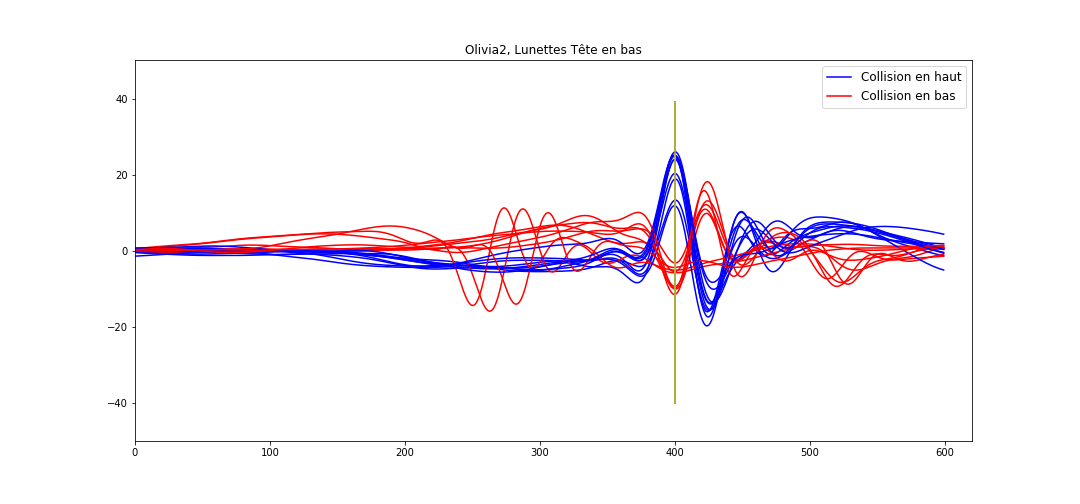 Olivia2, Lunettes Tête en bas
Collision en haut
Collision en bas
40
20
0
−20
−40
0 100 200 300 400 500 600